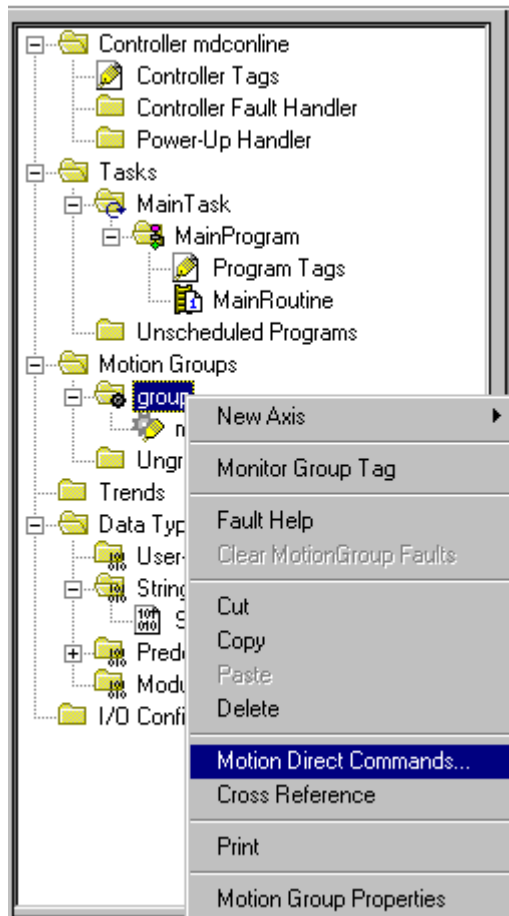 Controller mdconline
Controller Tags
Controller Fault Handler
Power-Up Handler
Tasks
MainTask
MainProgram
Program Tags
MainRoutine
Unscheduled Programs
Motion Groups
group
Ungr
Trends
Data Typ
User-
String
S
Prede
Modu
I/O Confi
New Axis
Monitor Group Tag
Fault Help
Clear MotionGroup Faults
Cut
Copy
Paste
Delete
Motion Direct Commands...
Cross Reference
Print
Motion Group Properties